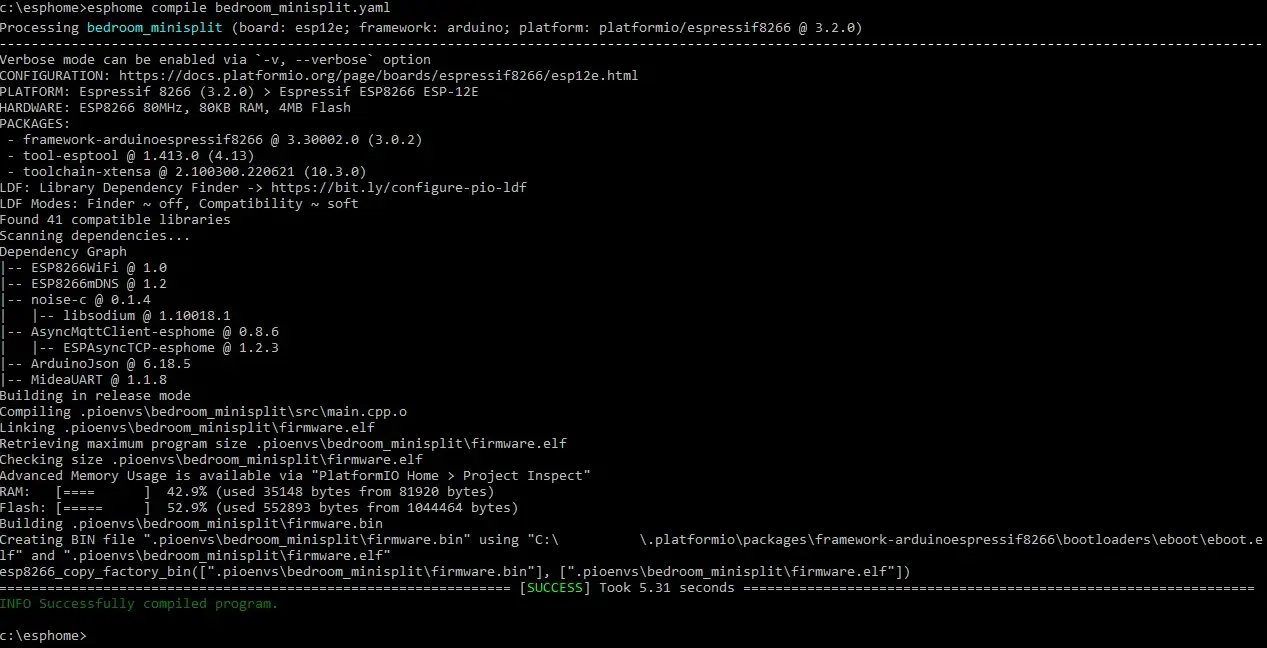 c:\esphome>esphome compile bedroom_minisplit.yaml
Processing bedroom_minisplit (board: esp12e; framework: arduino; platform: platformio/espressif8266 @ 3.2.0)
--------------------------------------------------------------------------------------------------------------------------------------------------------------
Verbose mode can be enabled via `-v, --verbose` option
CONFIGURATION: https://docs.platformio.org/page/boards/espressif8266/esp12e.html
PLATFORM: Espressif 8266 (3.2.0) > Espressif ESP8266 ESP-12E
HARDWARE: ESP8266 80MHz, 80KB RAM, 4MB Flash
PACKAGES:
 - framework-arduinoespressif8266 @ 3.30002.0 (3.0.2)
 - tool-esptool @ 1.413.0 (4.13)
 - toolchain-xtensa @ 2.100300.220621 (10.3.0)
LDF: Library Dependency Finder -> https://bit.ly/configure-pio-ldf
LDF Modes: Finder ~ off, Compatibility ~ soft
Found 41 compatible libraries
Scanning dependencies...
Dependency Graph
|-- ESP8266WiFi @ 1.0
|-- ESP8266mDNS @ 1.2
|-- noise-c @ 0.1.4
|   |-- libsodium @ 1.10018.1
|-- AsyncMqttClient-esphome @ 0.8.6
|   |-- ESPAsyncTCP-esphome @ 1.2.3
|-- ArduinoJson @ 6.18.5
|-- MideaUART @ 1.1.8
Building in release mode
Compiling .pioenvs\bedroom_minisplit\src\main.cpp.o
Linking .pioenvs\bedroom_minisplit\firmware.elf
Retrieving maximum program size .pioenvs\bedroom_minisplit\firmware.elf
Checking size .pioenvs\bedroom_minisplit\firmware.elf
Advanced Memory Usage is available via "PlatformIO Home > Project Inspect"
RAM:   [====      ]  42.9% (used 35148 bytes from 81920 bytes)
Flash: [=====     ]  52.9% (used 552893 bytes from 1044464 bytes)
Building .pioenvs\bedroom_minisplit\firmware.bin
Creating BIN file ".pioenvs\bedroom_minisplit\firmware.bin" using "C:\          \.platformio\packages\framework-arduinoespressif8266\bootloaders\eboot\eboot.e
lf" and ".pioenvs\bedroom_minisplit\firmware.elf"
esp8266_copy_factory_bin([".pioenvs\bedroom_minisplit\firmware.bin"], [".pioenvs\bedroom_minisplit\firmware.elf"])
================================================================ [SUCCESS] Took 5.31 seconds ================================================================
INFO Successfully compiled program.
c:\esphome>